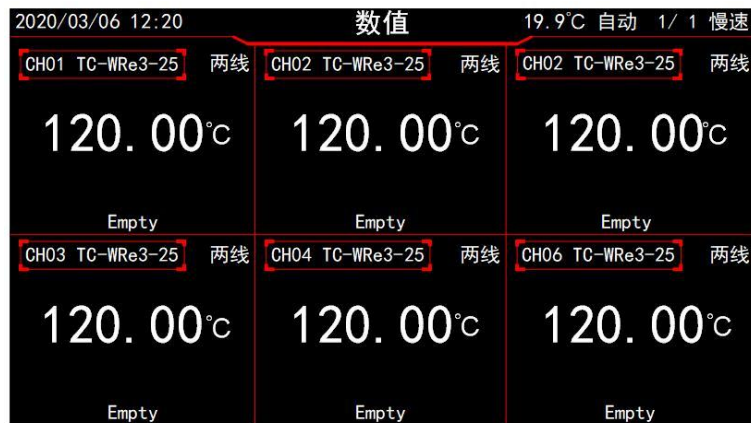 2020/03/06 12:20 数值 19.9℃ 自动 1/ 1 慢速
CH01 TC-WRe3-25 两线 CH02 TC-WRe3-25 两线 CH02 TC-WRe3-25 两线
120.00℃ 120.00℃ 120.00℃
Empty Empty Empty
CH03 TC-WRe3-25 两线 CH04 TC-WRe3-25 两线 CH06 TC-WRe3-25 两线
120.00℃ 120.00℃ 120.00℃
Empty Empty Empty